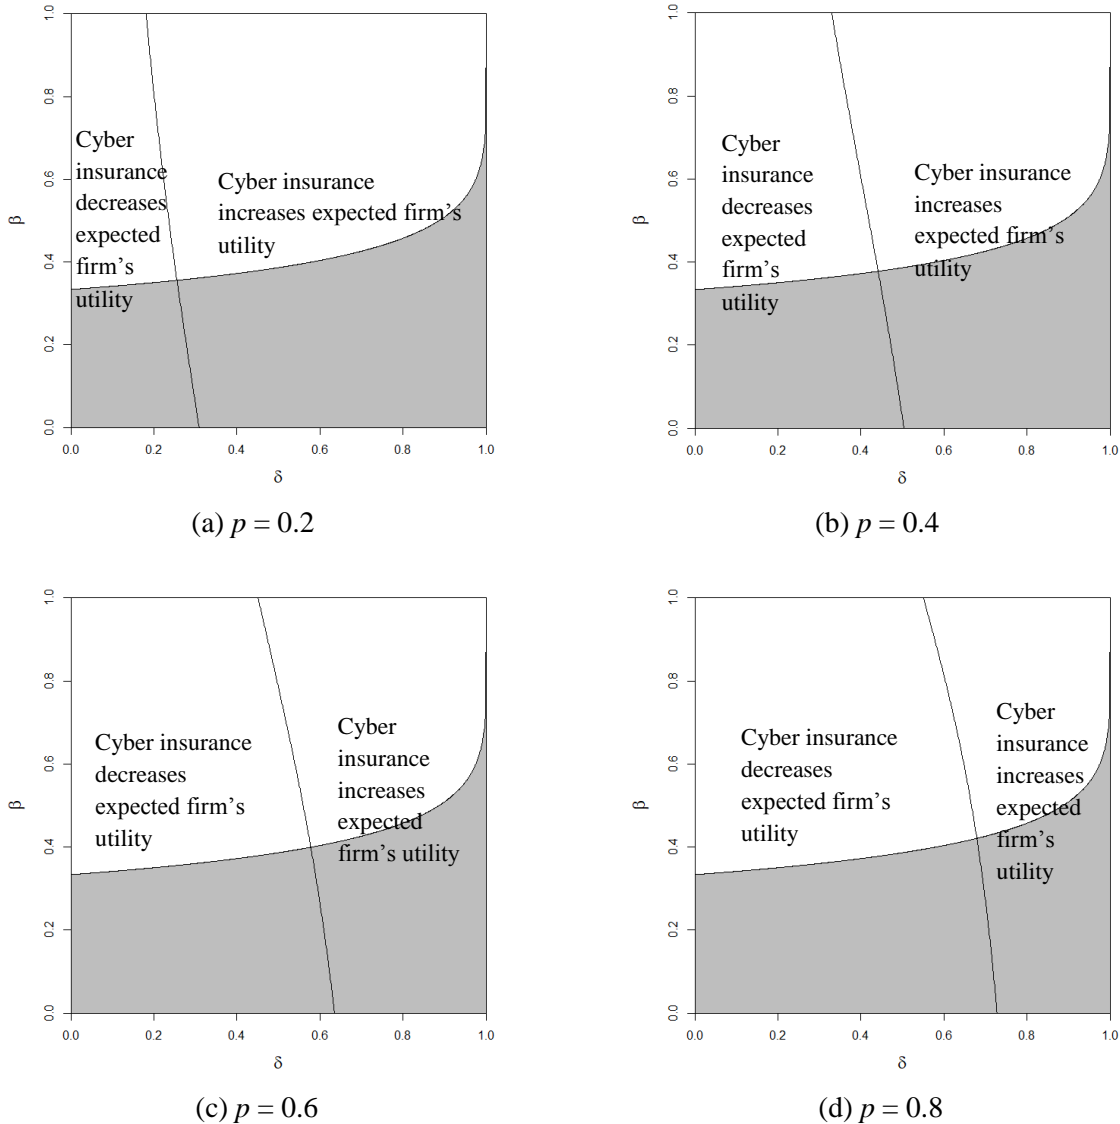 1.0
0.8
0.6
0.4
0.2
0.0
β
Cyber
insurance
decreases
expected
firm's
utility
Cyber insurance
increases expected firm's
utility
0.0 0.2 0.4 0.6 0.8 1.0
δ
(a) p = 0.2
1.0
0.8
0.6
0.4
0.2
0.0
β
Cyber
insurance
decreases
expected
firm's
utility
Cyber insurance
increases
expected firm's
utility
0.0 0.2 0.4 0.6 0.8 1.0
δ
(b) p = 0.4
1.0
0.8
0.6
0.4
0.2
0.0
β
Cyber insurance
decreases
expected firm's
utility
Cyber
insurance
increases
expected
firm's utility
0.0 0.2 0.4 0.6 0.8 1.0
δ
(c) p = 0.6
1.0
0.8
0.6
0.4
0.2
0.0
β
Cyber insurance
decreases
expected firm's
utility
Cyber
insurance
increases
expected
firm's
utility
0.0 0.2 0.4 0.6 0.8 1.0
δ
(d) p = 0.8